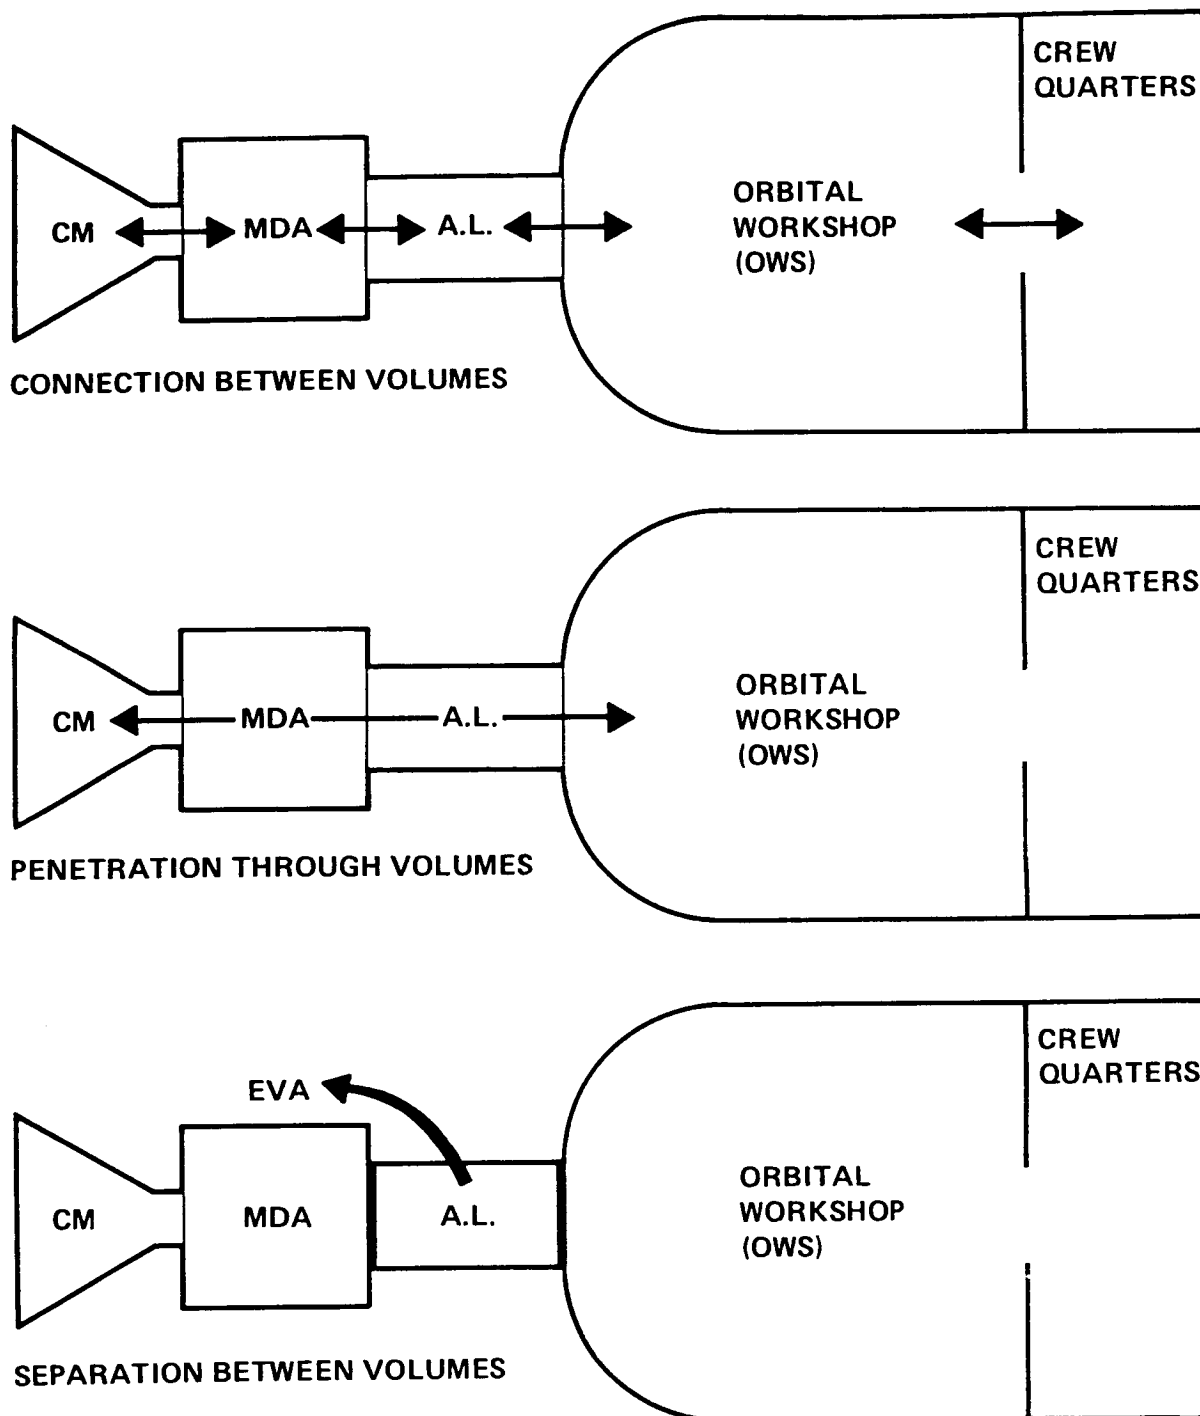 CREW
QUARTERS
CM
MDA
A.L.
ORBITAL
WORKSHOP
(OWS)
CONNECTION BETWEEN VOLUMES
CREW
QUARTERS
CM
MDA
A.L.
ORBITAL
WORKSHOP
(OWS)
PENETRATION THROUGH VOLUMES
CREW
QUARTERS
EVA
CM
MDA
A.L.
ORBITAL
WORKSHOP
(OWS)
SEPARATION BETWEEN VOLUMES